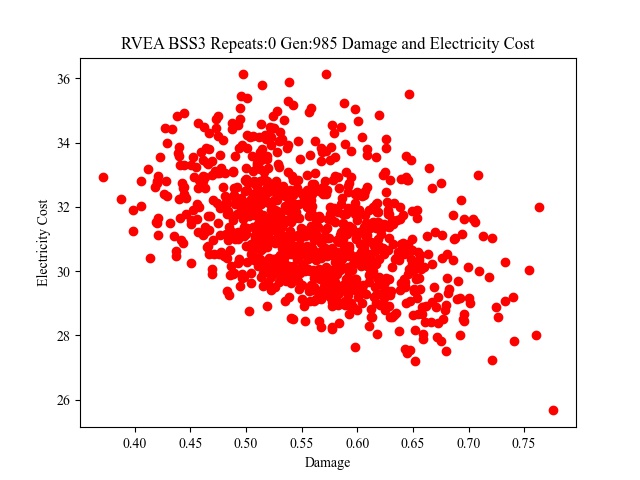 RVEA BSS3 Repeats:0 Gen:985 Damage and Electricity Cost
36
34
32
30
28
26
Electricity Cost
0.40 0.45 0.50 0.55 0.60 0.65 0.70 0.75
Damage